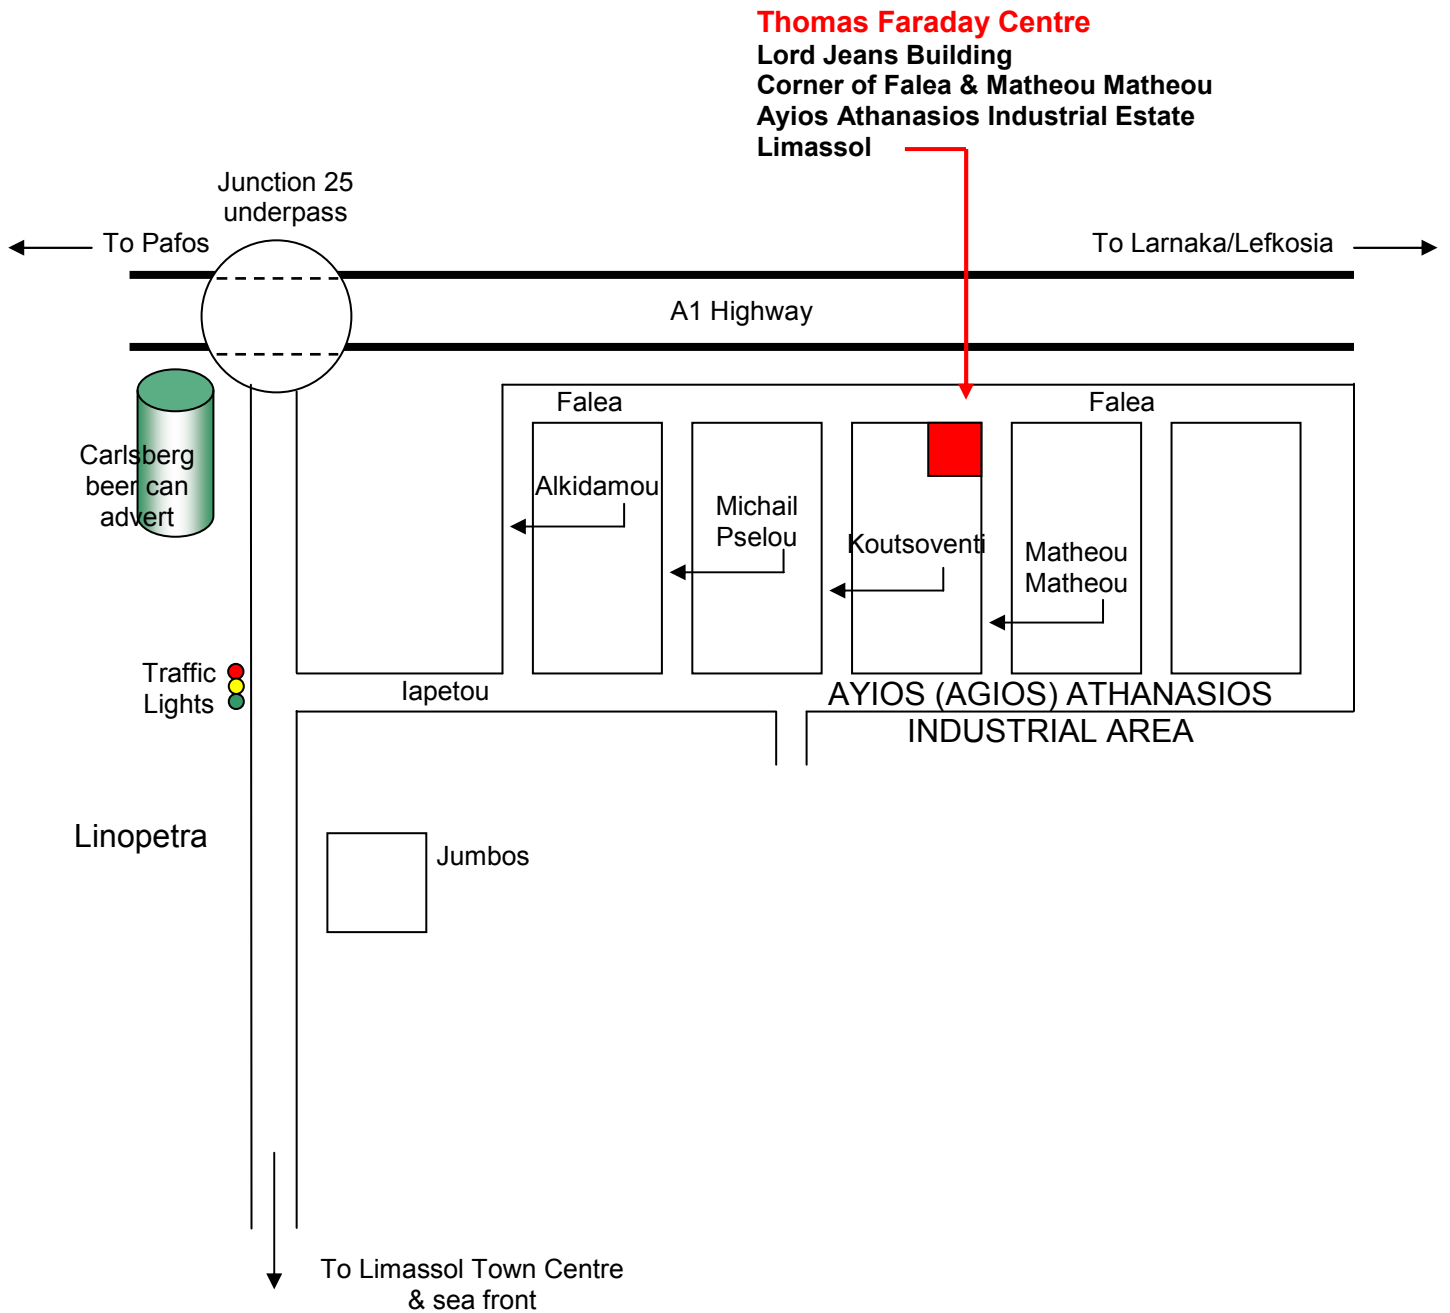 Thomas Faraday Centre
Lord Jeans Building
Corner of Falea & Matheou Matheou
Ayios Athanasios Industrial Estate
Limassol
Junction 25
underpass
To Pafos
To Larnaka/Lefkosia
A1 Highway
Falea
Falea
Carlsberg
beer can
advert
Alkidamou
Michail
Pselou
Koutsoventi
Matheou
Matheou
Traffic
Lights
Iapetou
AYIOS (AGIOS) ATHANASIOS
INDUSTRIAL AREA
Linopetra
Jumbos
To Limassol Town Centre
& sea front